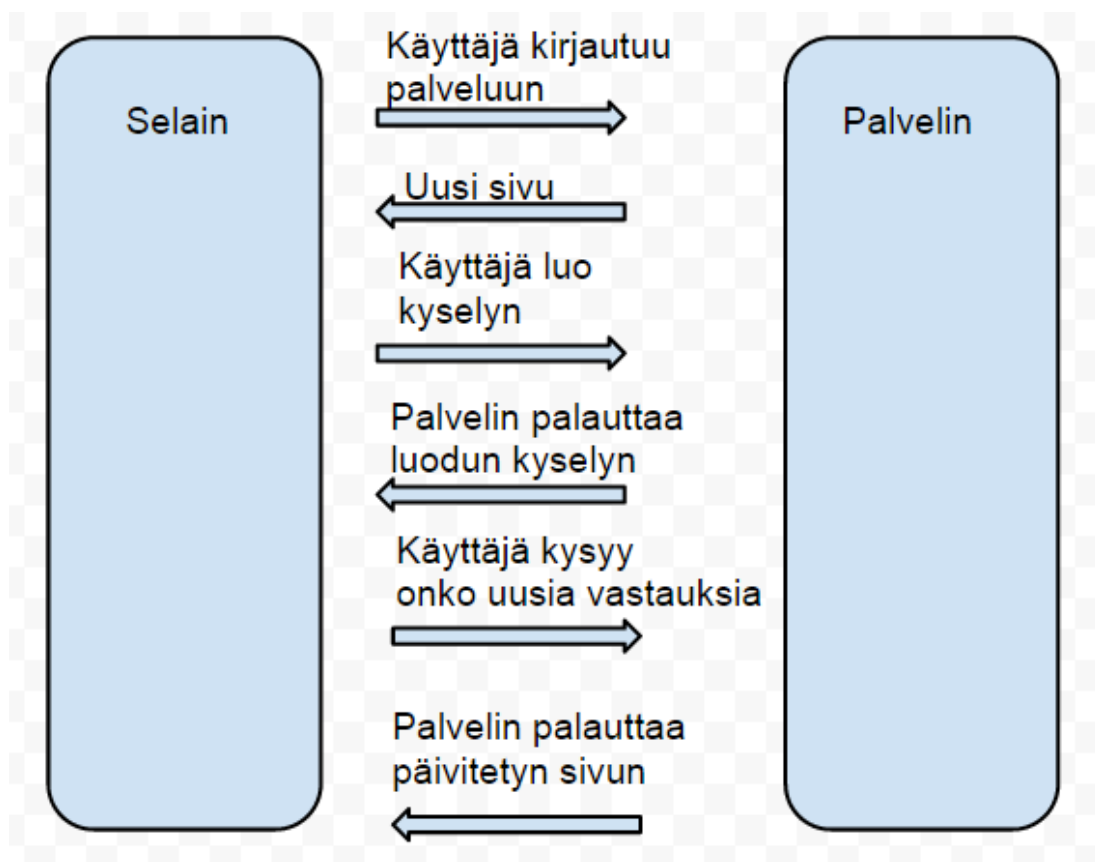 Selain
Käyttäjä kirjautuu
palveluun
Uusi sivu
Käyttäjä luo
kyselyn
Palvelin palauttaa
luodun kyselyn
Käyttäjä kysyy
onko uusia vastauksia
Palvelin palauttaa
päivitetyn sivun
Palvelin